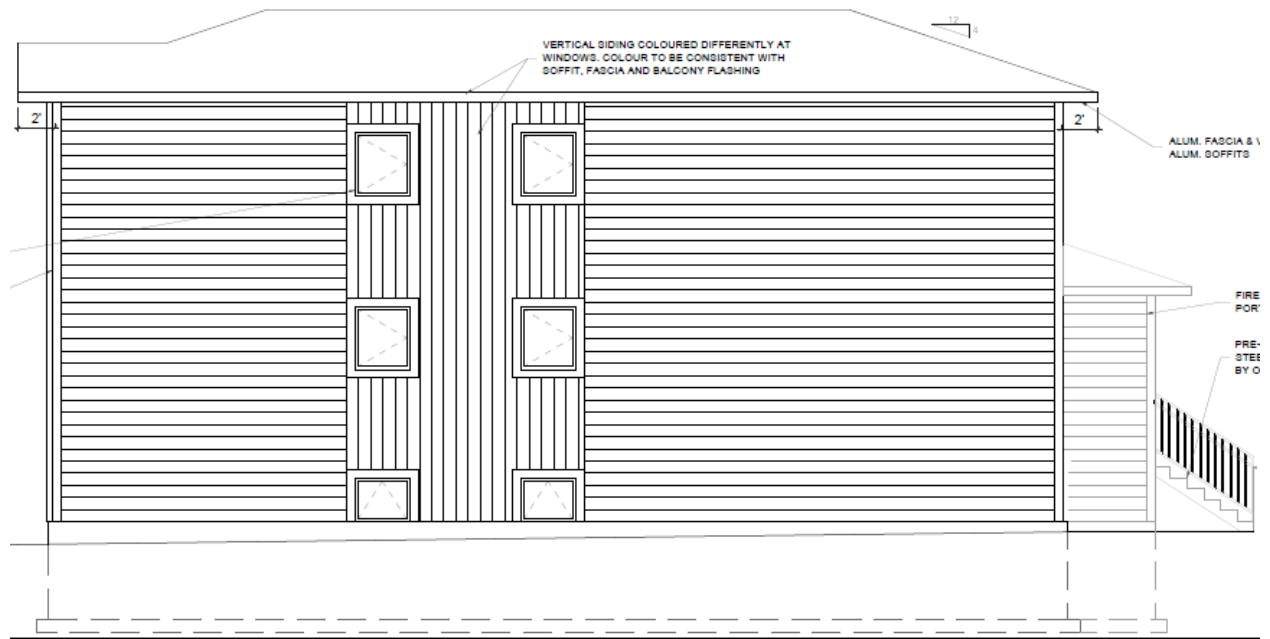 12
4
VERTICAL SIDING COLOURED DIFFERENTLY AT
WINDOWS. COLOUR TO BE CONSISTENT WITH
SOFFIT, FASCIA AND BALCONY FLASHING
2'
2'
ALUM. FASCIA &
ALUM. SOFFITS
FIRE
POR
PRE-
STEE
BY O